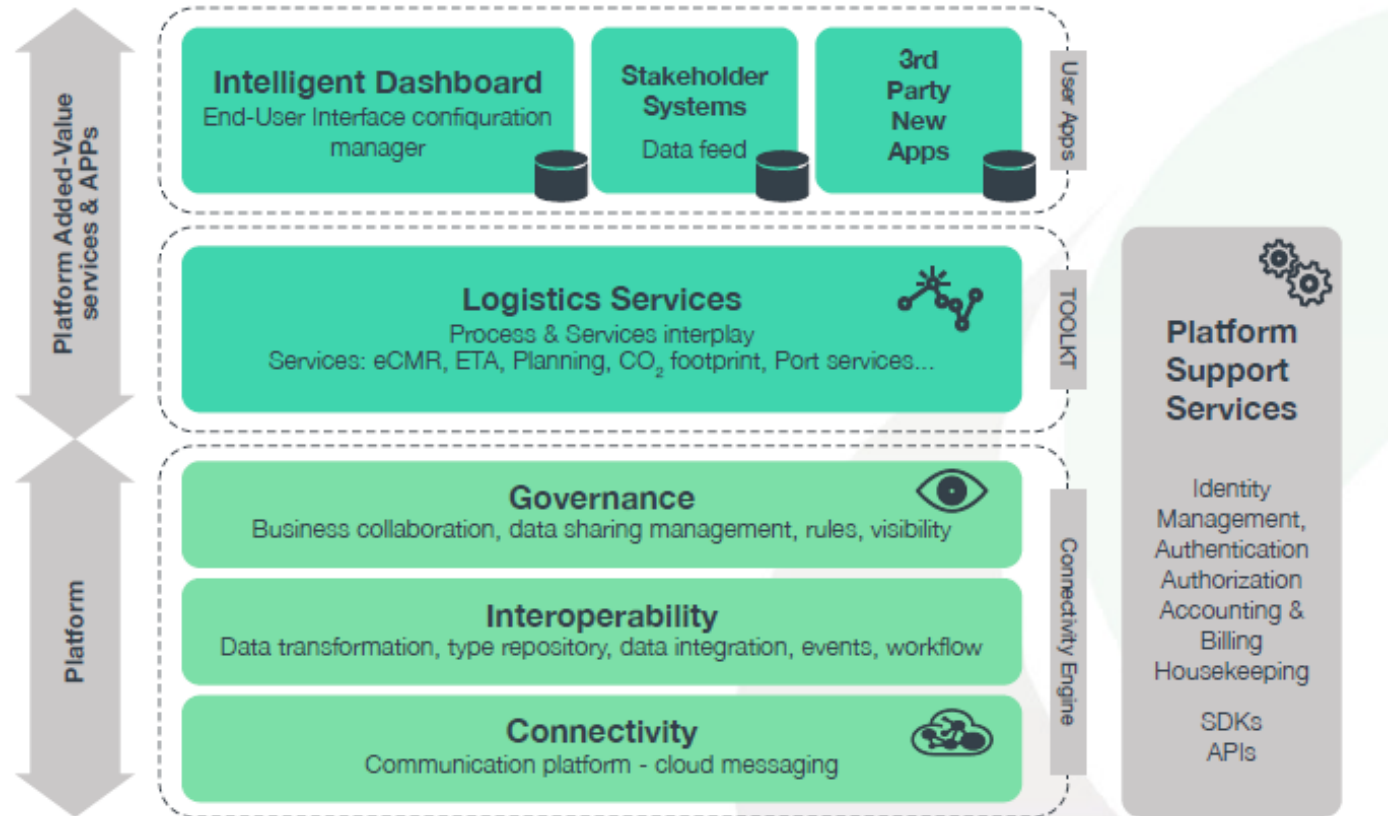 Platform Added-Value
services & APPs
Intelligent Dashboard
End-User Interface confiquration
manager
Stakeholder
Systems
Data feed
3rd
Party
New
Apps
User Apps
Logistics Services
Process & Services interplay
Services: eCMR, ETA, Planning, CO₂ footprint, Port services...
TOOLKT
Platform
Governance
Business collaboration, data sharing management, rules, visibility
Interoperability
Data transformation, type repository, data integration, events, workflow
Connectivity
Communication platform - cloud messaging
Connectivity Engine
Platform
Support
Services
Identity
Management,
Authentication
Authorization
Accounting &
Billing
Housekeeping
SDKs
APIs